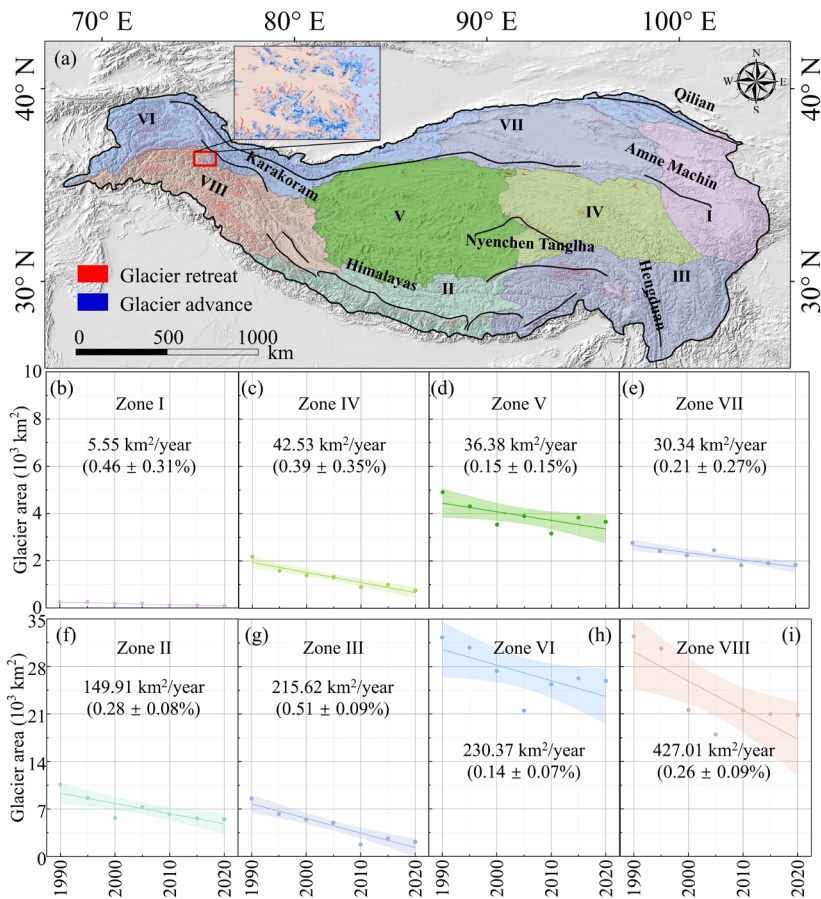 70° E
80° E
90° E
100° E
(a)
N
W
E
S
40° N
30° N
Qilian
VI
VII
Karakoram
Amne Machin
VIII
V
IV
I
Nyenchen Tanglha
Himalayas
II
III
Hengduan
Glacier retreat
Glacier advance
0 500 1000
km
Glacier area (10³ km²)
10
8
6
4
2
0
(b)
Zone I
5.55 km²/year
(0.46 ± 0.31%)
(c)
Zone IV
42.53 km²/year
(0.39 ± 0.35%)
(d)
Zone V
36.38 km²/year
(0.15 ± 0.15%)
(e)
Zone VII
30.34 km²/year
(0.21 ± 0.27%)
Glacier area (10³ km²)
35
28
21
14
7
0
(f)
Zone II
149.91 km²/year
(0.28 ± 0.08%)
(g)
Zone III
215.62 km²/year
(0.51 ± 0.09%)
Zone VI
(h)
230.37 km²/year
(0.14 ± 0.07%)
Zone VIII
(i)
427.01 km²/year
(0.26 ± 0.09%)
1990 2000 2010 2020
1990 2000 2010 2020
1990 2000 2010 2020
1990 2000 2010 2020